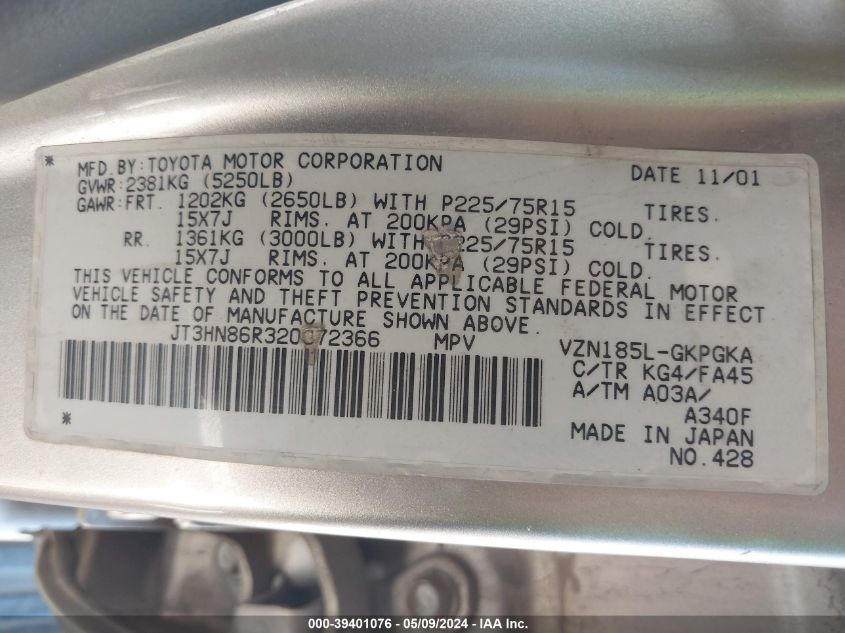 * MFD.BY:TOYOTA MOTOR CORPORATION DATE 11/01
GVWR:2381KG (5250LB)
GAWR:FRT. 1202KG (2650LB) WITH P225/75R15 TIRES.
15X7J RIMS. AT 200KPA (29PSI) COLD.
RR. 1361KG (3000LB) WITH P225/75R15 TIRES.
15X7J RIMS. AT 200KPA (29PSI) COLD.
THIS VEHICLE CONFORMS TO ALL APPLICABLE FEDERAL MOTOR
VEHICLE SAFETY AND THEFT PREVENTION STANDARDS IN EFFECT
ON THE DATE OF MANUFACTURE SHOWN ABOVE.
JT3HN86R320 72366 MPV VZN185L-GKPGKA
C/TR KG4/FA45
A/TM A03A/
* A340F
MADE IN JAPAN
NO.428
000-39401076 - 05/09/2024 - IAA Inc.